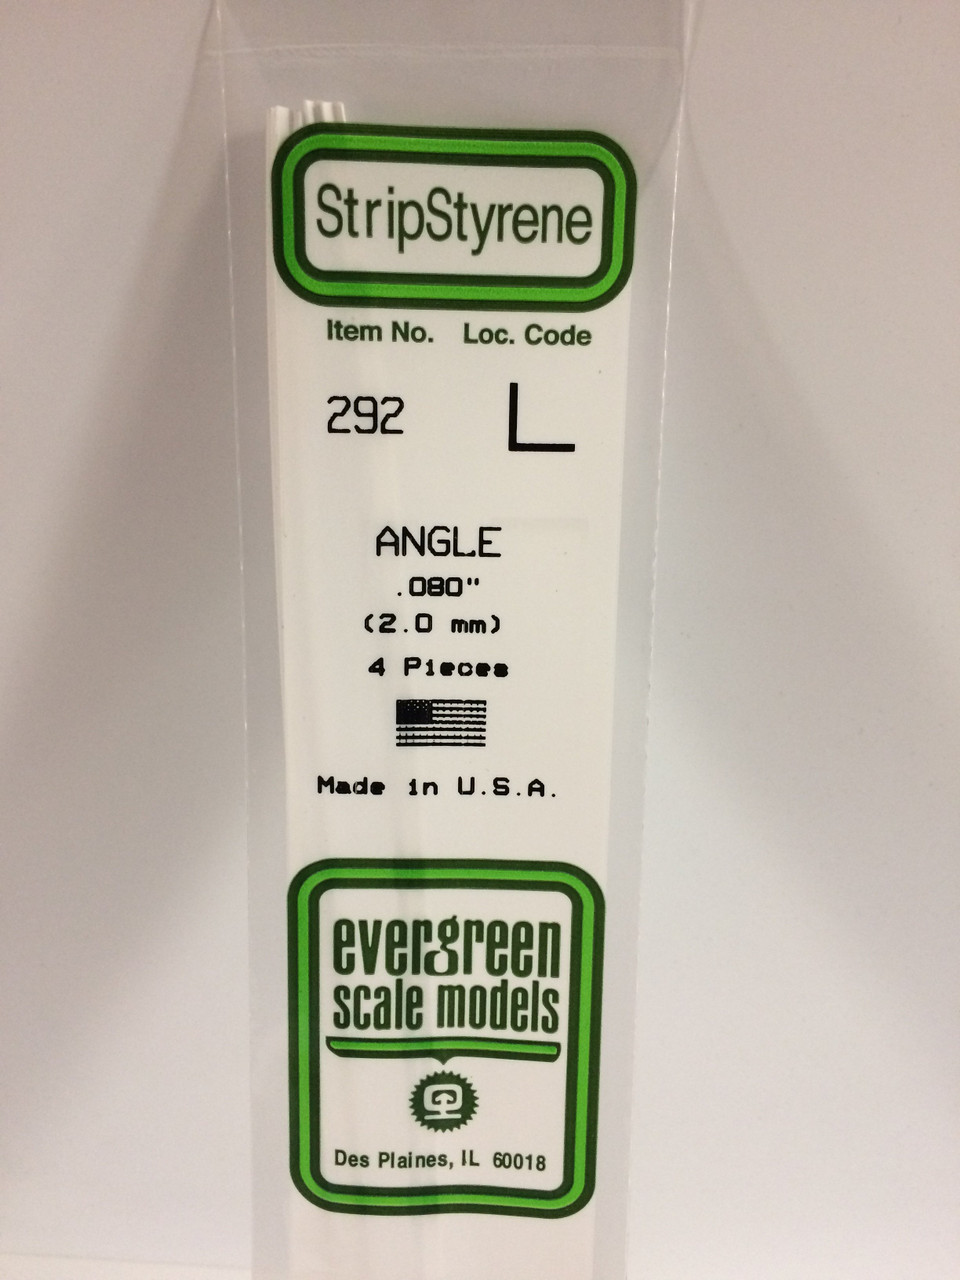 StripStyrene
Item No. Loc. Code
292 L
ANGLE
.080"
(2.0 mm)
4 Pieces
Made in U.S.A.
evergreen
scale models
Des Plaines, IL 60018